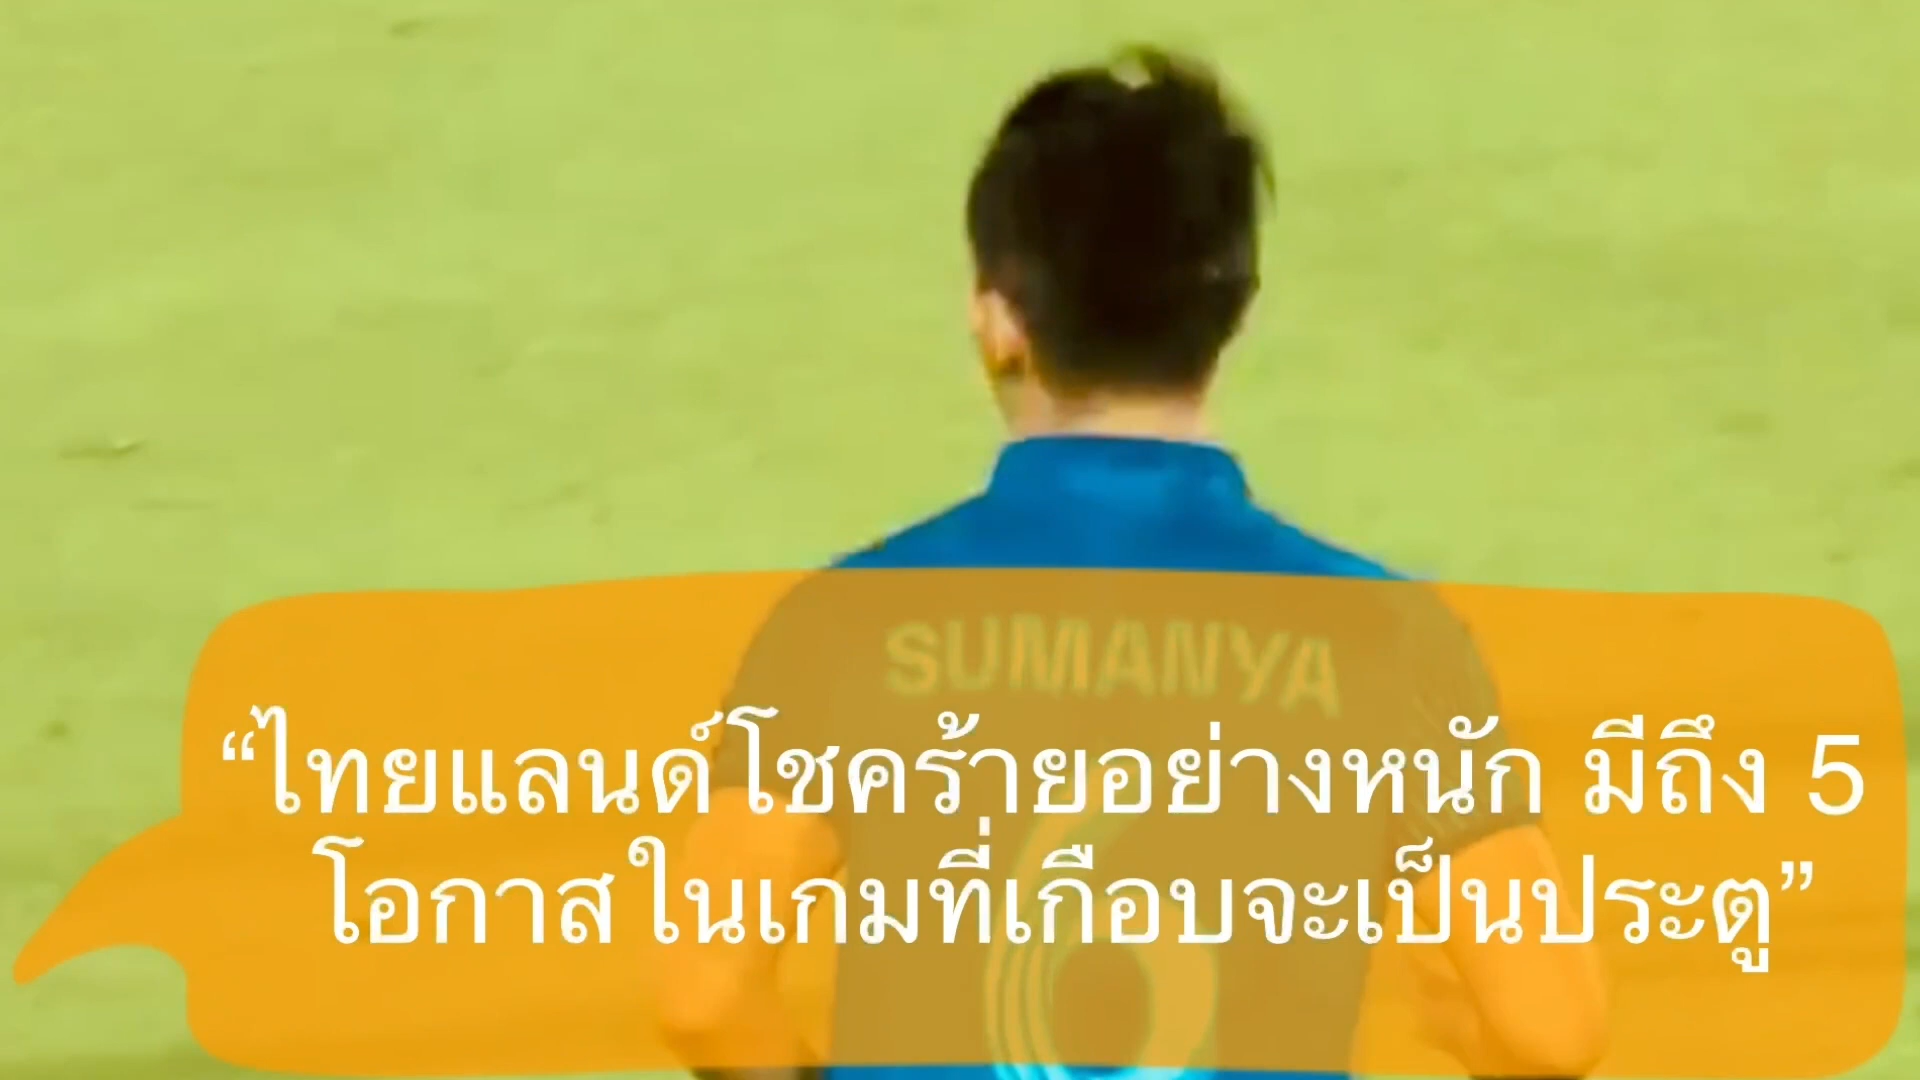 SUMANYA
“ไทยแลนด์โชคร้ายอย่างหนัก มีถึง 5
โอกาสในเกมที่เกือบจะเป็นประตู”
6